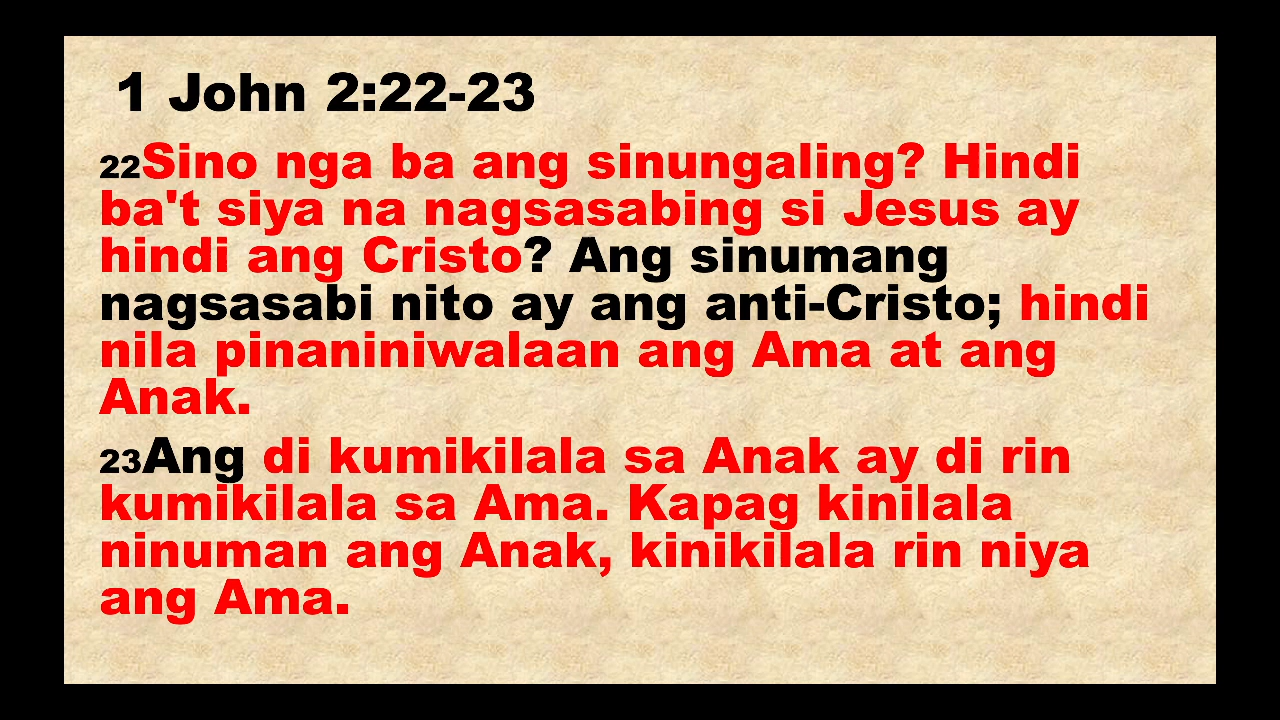 1 John 2:22-23
22Sino nga ba ang sinungaling? Hindi
ba't siya na nagsasabing si Jesus ay
hindi ang Cristo? Ang sinumang
nagsasabi nito ay ang anti-Cristo; hindi
nila pinaniniwalaan ang Ama at ang
Anak.
23Ang di kumikilala sa Anak ay di rin
kumikilala sa Ama. Kapag kinilala
ninuman ang Anak, kinikilala rin niya
ang Ama.